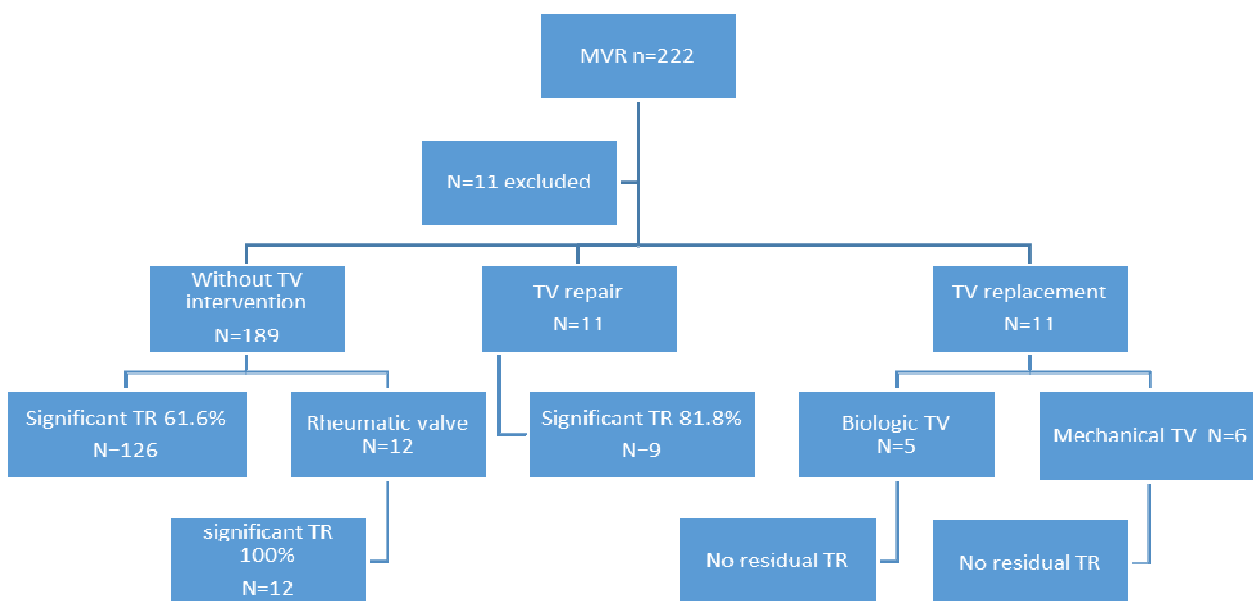 MVR n=222
N=11 excluded
Without TV
intervention
N=189
TV repair
N=11
TV replacement
N=11
Significant TR 61.6%
N=126
Rheumatic valve
N=12
Significant TR 81.8%
N=9
Biologic TV
N=5
Mechanical TV N=6
significant TR
100%
N=12
No residual TR
No residual TR